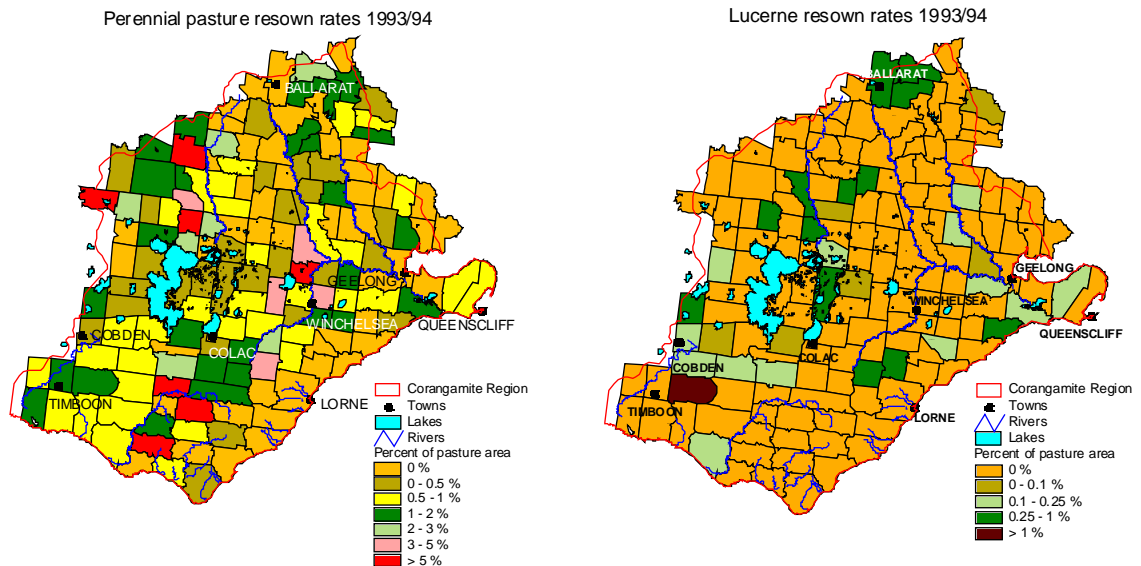 Perennial pasture resown rates 1993/94
BALLARAT
GEELONG
WINCHELSEA
QUEENSCLIFF
COBDEN
COLAC
TIMBOON
LORNE
Corangamite Region
Towns
Rivers
Lakes
Percent of pasture area
0 %
0 - 0.5 %
0.5 - 1 %
1 - 2 %
2 - 3 %
3 - 5 %
> 5 %
Lucerne resown rates 1993/94
BALLARAT
GEELONG
WINCHELSEA
QUEENSCLIFF
COLAC
COBDEN
TIMBOON
LORNE
Corangamite Region
Towns
Rivers
Lakes
Percent of pasture area
0 %
0 - 0.1 %
0.1 - 0.25 %
0.25 - 1 %
> 1 %